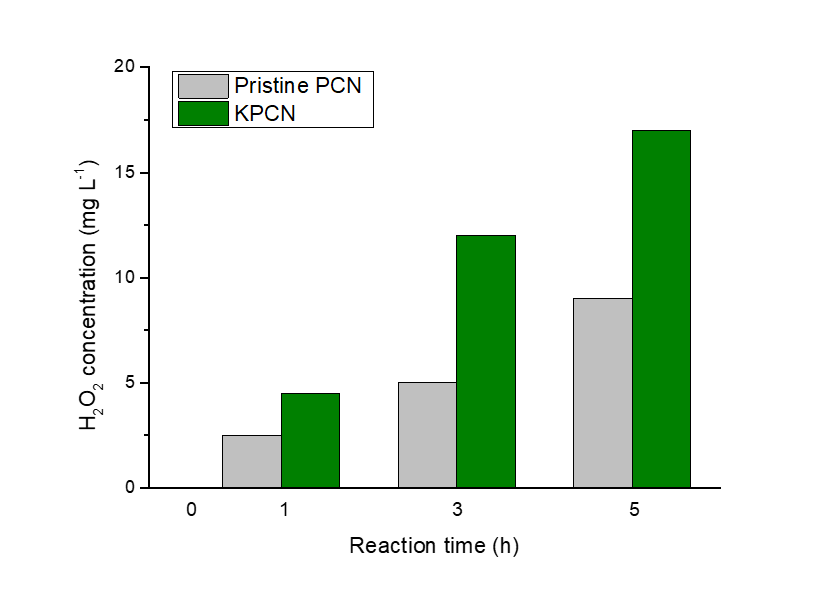 20
15
10
5
0
H₂O₂ concentration (mg L⁻¹)
Pristine PCN
KPCN
0 1 3 5
Reaction time (h)